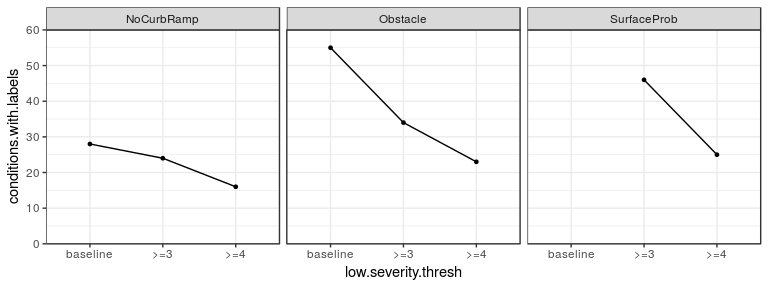 NoCurbRamp Obstacle SurfaceProb
60
50
40
30
20
10
0
conditions.with.labels
baseline >=3 >=4 baseline >=3 >=4 baseline >=3 >=4
low.severity.thresh